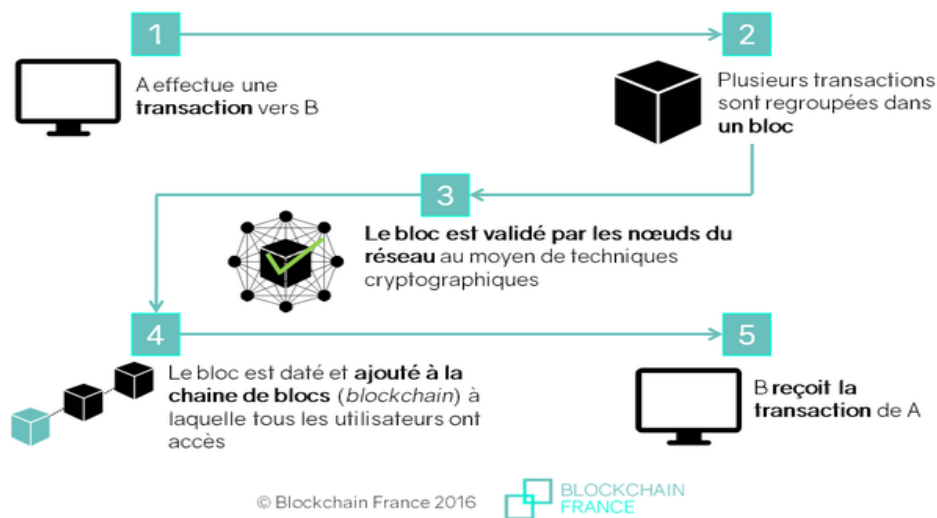 1
A effectue une
transaction vers B
2
Plusieurs transactions
sont regroupées dans
un bloc
3
Le bloc est validé par les nœuds du
réseau au moyen de techniques
cryptographiques
4
Le bloc est daté et ajouté à la
chaine de blocs (blockchain) à
laquelle tous les utilisateurs ont
accès
5
B reçoit la
transaction de A
© Blockchain France 2016
BLOCKCHAIN
FRANCE